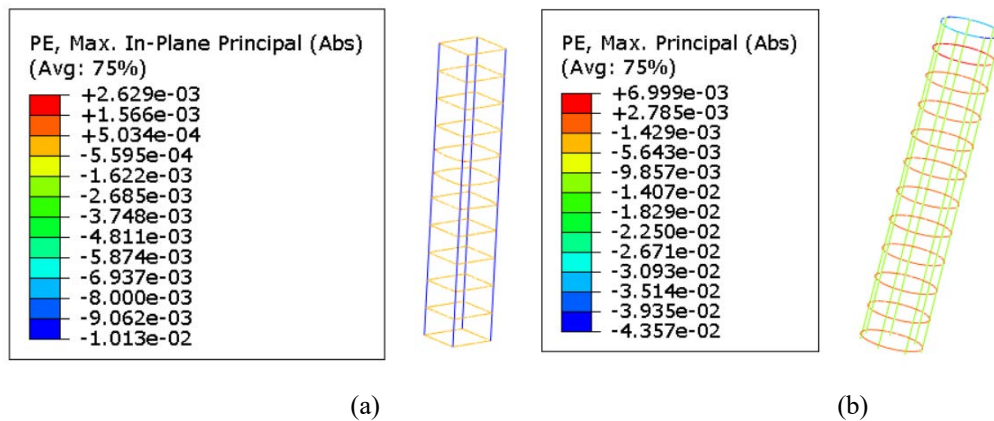 PE, Max. In-Plane Principal (Abs)
(Avg: 75%)
+2.629e-03
+1.566e-03
+5.034e-04
-5.595e-04
-1.622e-03
-2.685e-03
-3.748e-03
-4.811e-03
-5.874e-03
-6.937e-03
-8.000e-03
-9.062e-03
-1.013e-02
PE, Max. Principal (Abs)
(Avg: 75%)
+6.999e-03
+2.785e-03
-1.429e-03
-5.643e-03
-9.857e-03
-1.407e-02
-1.829e-02
-2.250e-02
-2.671e-02
-3.093e-02
-3.514e-02
-3.935e-02
-4.357e-02
(a)
(b)